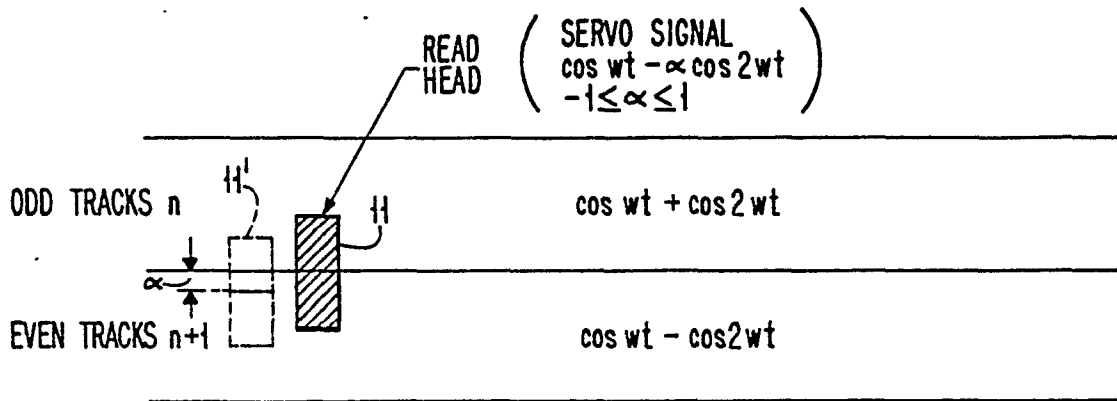 READ
HEAD
SERVO SIGNAL
cos wt - α cos 2wt
-1 ≤ α ≤ 1
ODD TRACKS n
11'
11
cos wt + cos 2wt
α
EVEN TRACKS n+1
cos wt - cos2wt